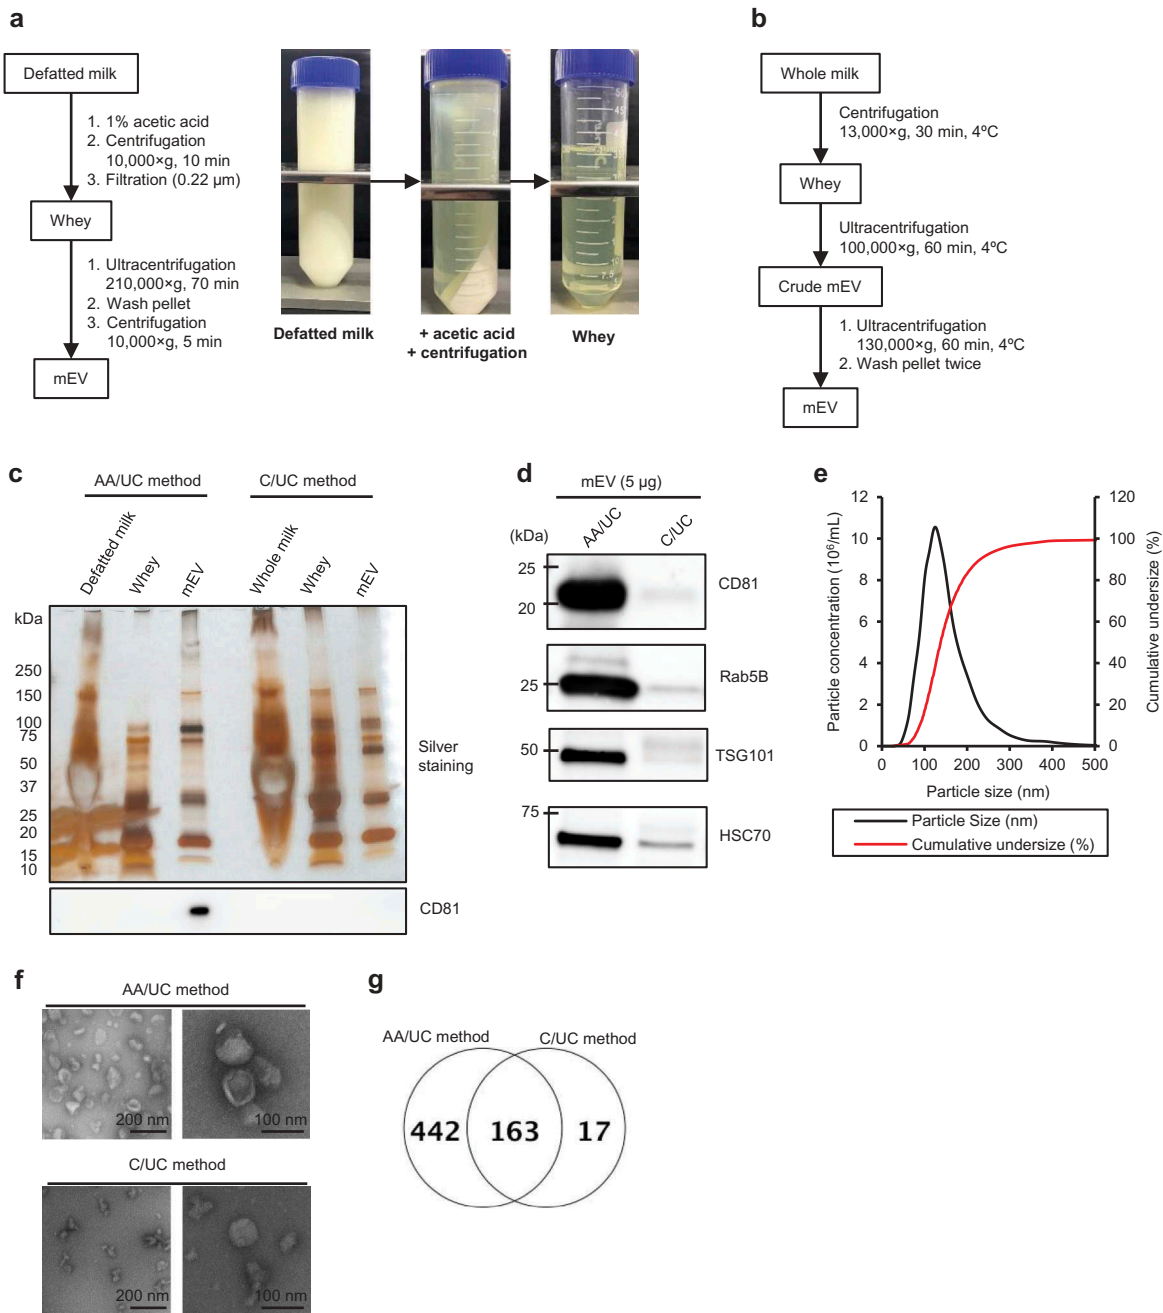 a
Defatted milk
1. 1% acetic acid
2. Centrifugation
10,000×g, 10 min
3. Filtration (0.22 µm)
Whey
1. Ultracentrifugation
210,000×g, 70 min
2. Wash pellet
3. Centrifugation
10,000×g, 5 min
mEV
Defatted milk
+ acetic acid
+ centrifugation
Whey
b
Whole milk
Centrifugation
13,000×g, 30 min, 4ºC
Whey
Ultracentrifugation
100,000×g, 60 min, 4ºC
Crude mEV
1. Ultracentrifugation
130,000×g, 60 min, 4ºC
2. Wash pellet twice
mEV
c
AA/UC method
C/UC method
Defatted milk
Whey
mEV
Whole milk
Whey
mEV
kDa
250
150
100
75
50
37
25
20
15
10
Silver
staining
CD81
d
mEV (5 µg)
(kDa)
AA/UC
C/UC
25
20
CD81
25
Rab5B
50
TSG101
75
HSC70
e
Particle concentration (10⁶/mL)
12
10
8
6
4
2
0
120
100
80
60
40
20
0
Cumulative undersize (%)
0 100 200 300 400 500
Particle size (nm)
Particle Size (nm)
Cumulative undersize (%)
f
AA/UC method
200 nm
100 nm
C/UC method
200 nm
100 nm
g
AA/UC method
C/UC method
442
163
17